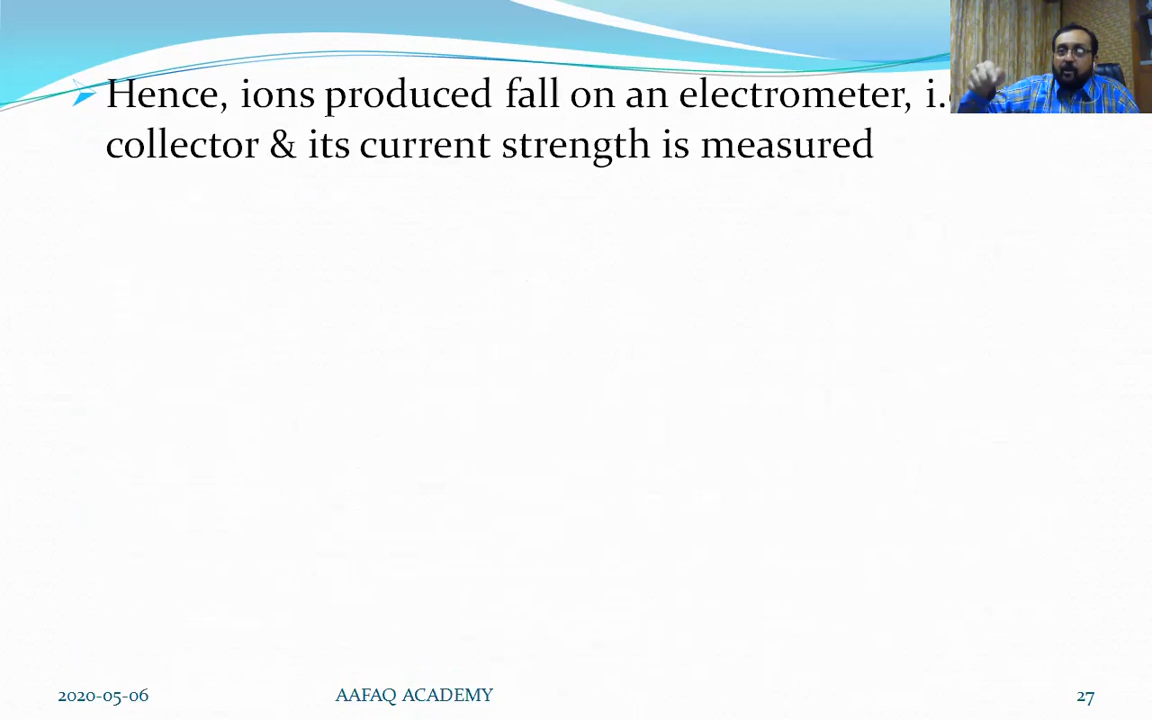 Hence, ions produced fall on an electrometer, i.
collector & its current strength is measured
2020-05-06
AAFAQ ACADEMY
27